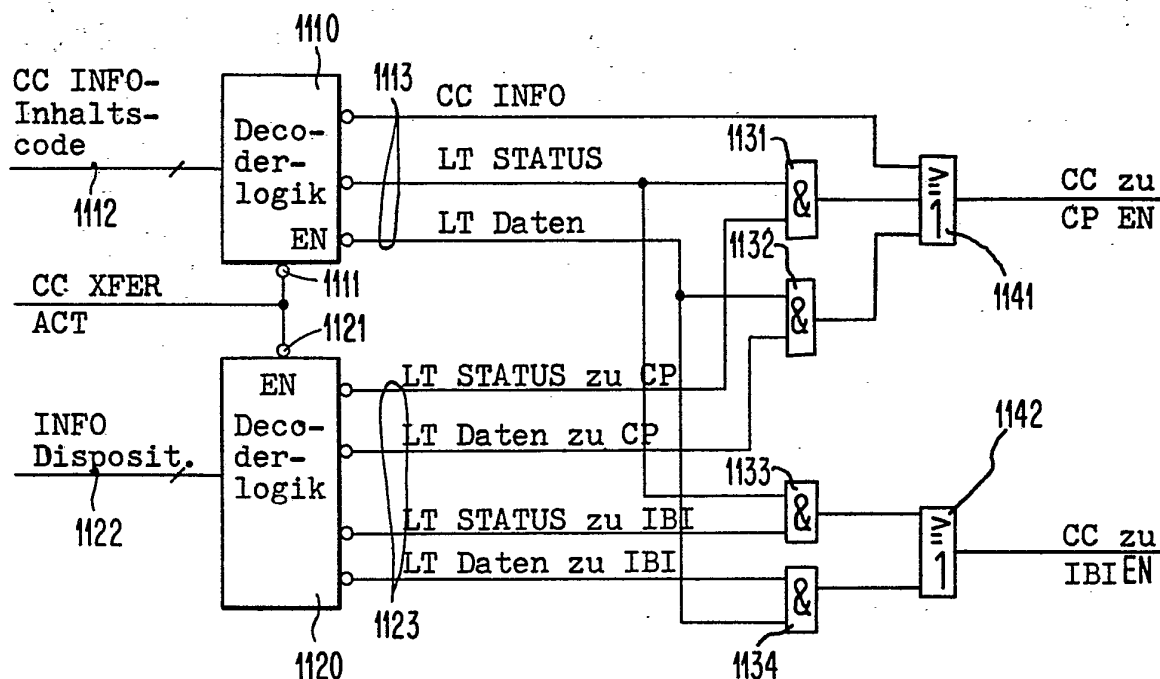 1110
CC INFO-
Inhalts-
code
1112
Deco-
der-
logik
EN
1113
CC INFO
LT STATUS
LT Daten
1131
&
1132
&
≥1
1141
CC zu
CP EN
CC XFER
ACT
1111
1121
EN
Deco-
der-
logik
INFO
Disposit.
1122
LT STATUS zu CP
LT Daten zu CP
LT STATUS zu IBI
LT Daten zu IBI
1123
1120
1133
&
&
1134
1142
≥1
CC zu
IBI EN